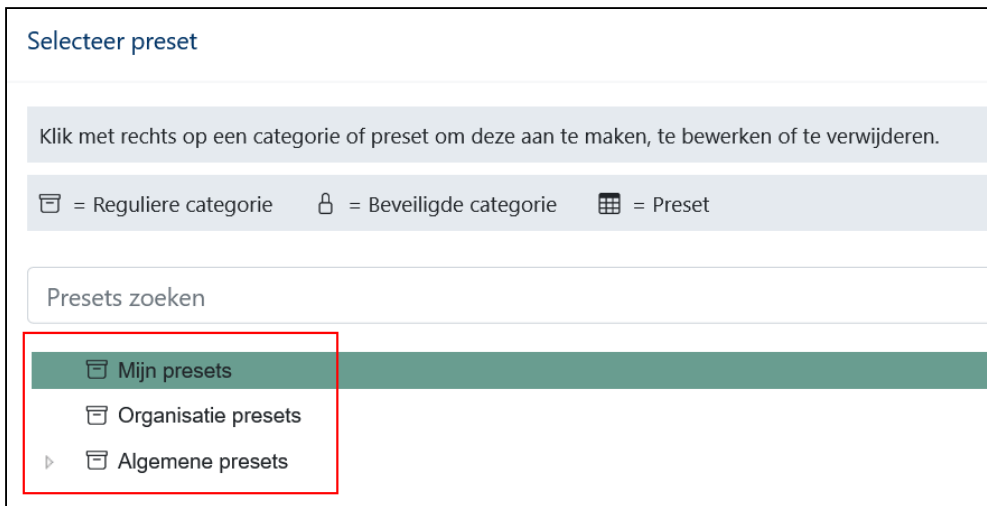 Selecteer preset
Klik met rechts op een categorie of preset om deze aan te maken, te bewerken of te verwijderen.
= Reguliere categorie = Beveiligde categorie = Preset
Presets zoeken
Mijn presets
Organisatie presets
Algemene presets